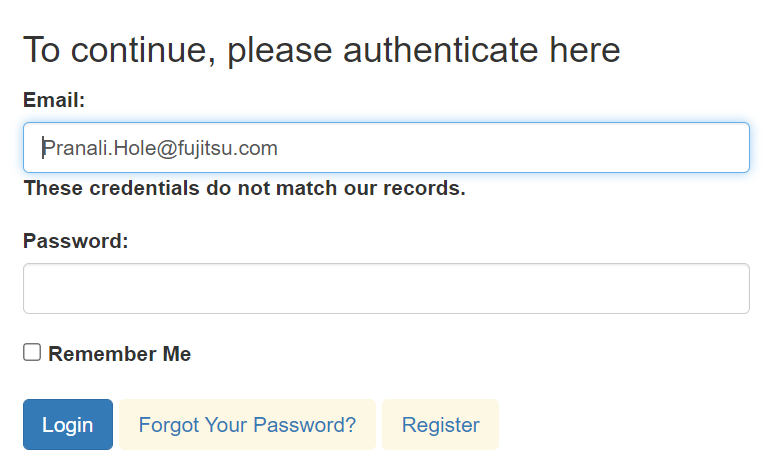 To continue, please authenticate here
Email:
Pranali.Hole@fujitsu.com
These credentials do not match our records.
Password:
Remember Me
Login Forgot Your Password? Register